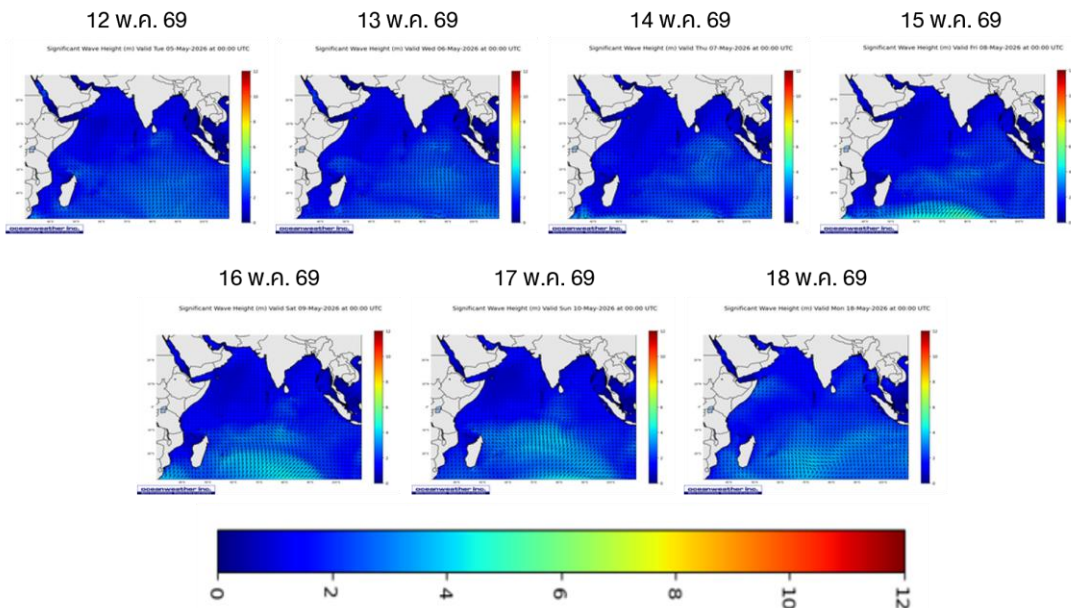 12 พ.ค. 69
13 พ.ค. 69
14 พ.ค. 69
15 พ.ค. 69
Significant Wave Height (m) Valid Tue 05-May-2026 at 00:00 UTC
Significant Wave Height (m) Valid Wed 06-May-2026 at 00:00 UTC
Significant Wave Height (m) Valid Thu 07-May-2026 at 00:00 UTC
Significant Wave Height (m) Valid Fri 08-May-2026 at 00:00 UTC
oceanweather inc.
oceanweather inc.
oceanweather inc.
oceanweather inc.
16 พ.ค. 69
17 พ.ค. 69
18 พ.ค. 69
Significant Wave Height (m) Valid Sat 09-May-2026 at 00:00 UTC
Significant Wave Height (m) Valid Sun 10-May-2026 at 00:00 UTC
Significant Wave Height (m) Valid Mon 18-May-2026 at 00:00 UTC
oceanweather inc.
oceanweather inc.
oceanweather inc.
0 2 4 6 8 10 12